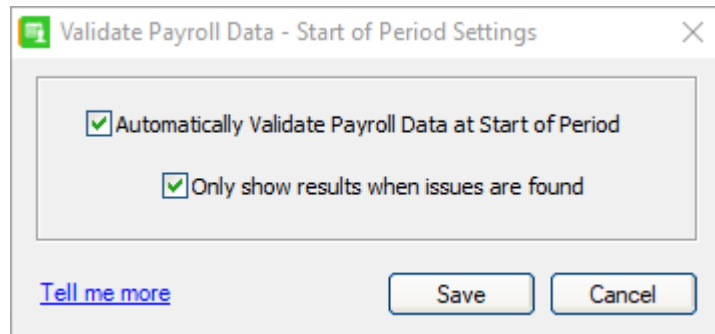 Validate Payroll Data - Start of Period Settings
Automatically Validate Payroll Data at Start of Period
Only show results when issues are found
Tell me more
Save
Cancel